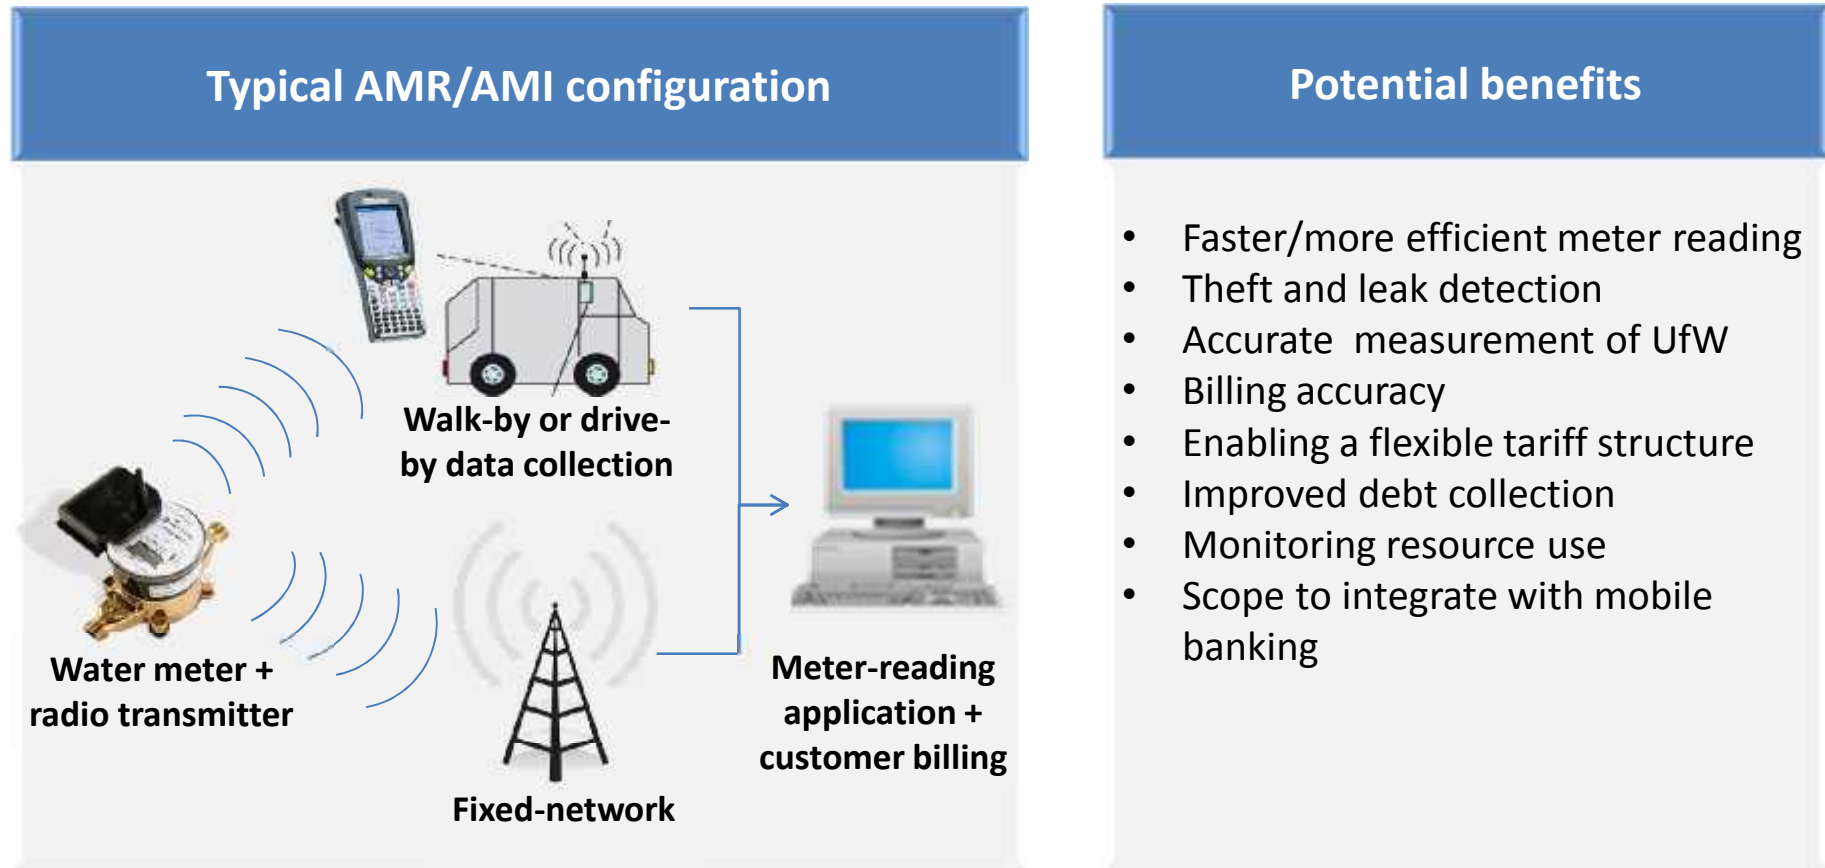 Typical AMR/AMI configuration
Walk-by or drive-
by data collection
Water meter +
radio transmitter
Fixed-network
Meter-reading
application +
customer billing
Potential benefits
• Faster/more efficient meter reading
• Theft and leak detection
• Accurate  measurement of UfW
• Billing accuracy
• Enabling a flexible tariff structure
• Improved debt collection
• Monitoring resource use
• Scope to integrate with mobile
banking